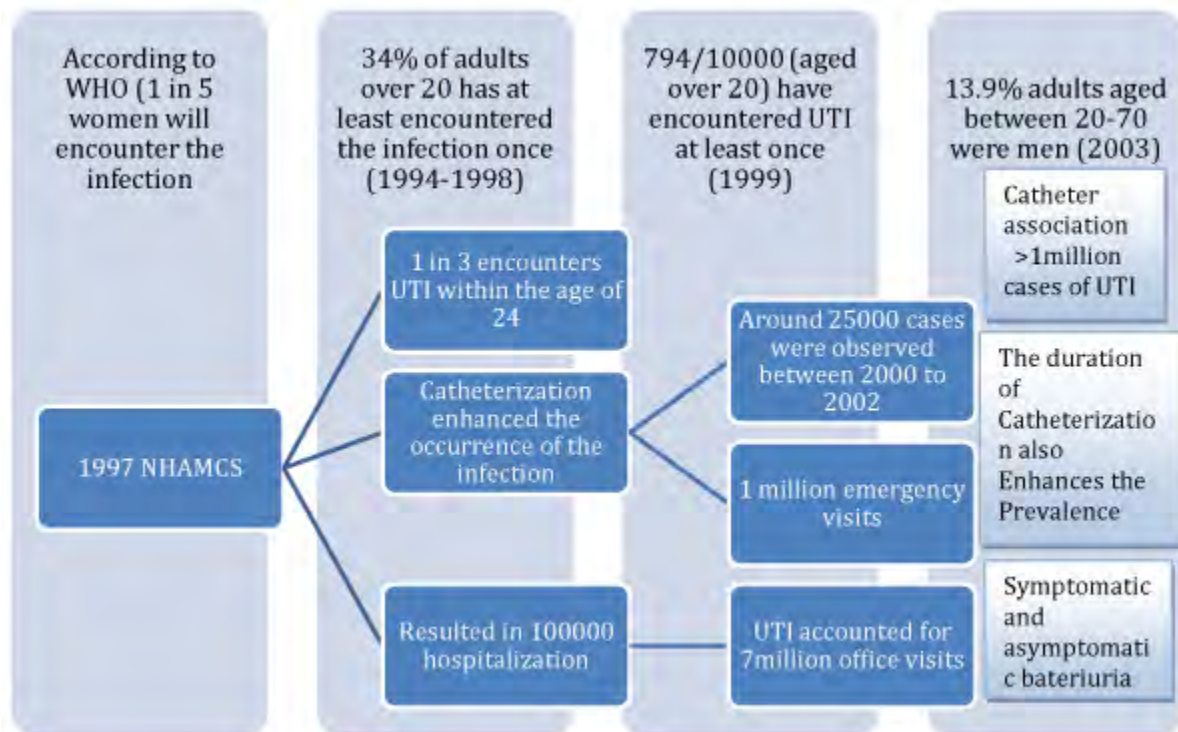 According to
WHO (1 in 5
women will
encounter the
infection
34% of adults
over 20 has at
least encountered
the infection once
(1994-1998)
794/10000 (aged
over 20) have
encountered UTI
at least once
(1999)
13.9% adults aged
between 20-70
were men (2003)
1997 NHAMCS
1 in 3 encounters
UTI within the age of
24
Catheterization
enhanced the
occurrence of the
infection
Resulted in 100000
hospitalization
Around 25000 cases
were observed
between 2000 to
2002
1 million emergency
visits
UTI accounted for
7million office visits
Catheter
association
>1million
cases of UTI
The duration
of
Catheterizatio
n also
Enhances the
Prevalence
Symptomatic
and
asymptomati
c bateriuria